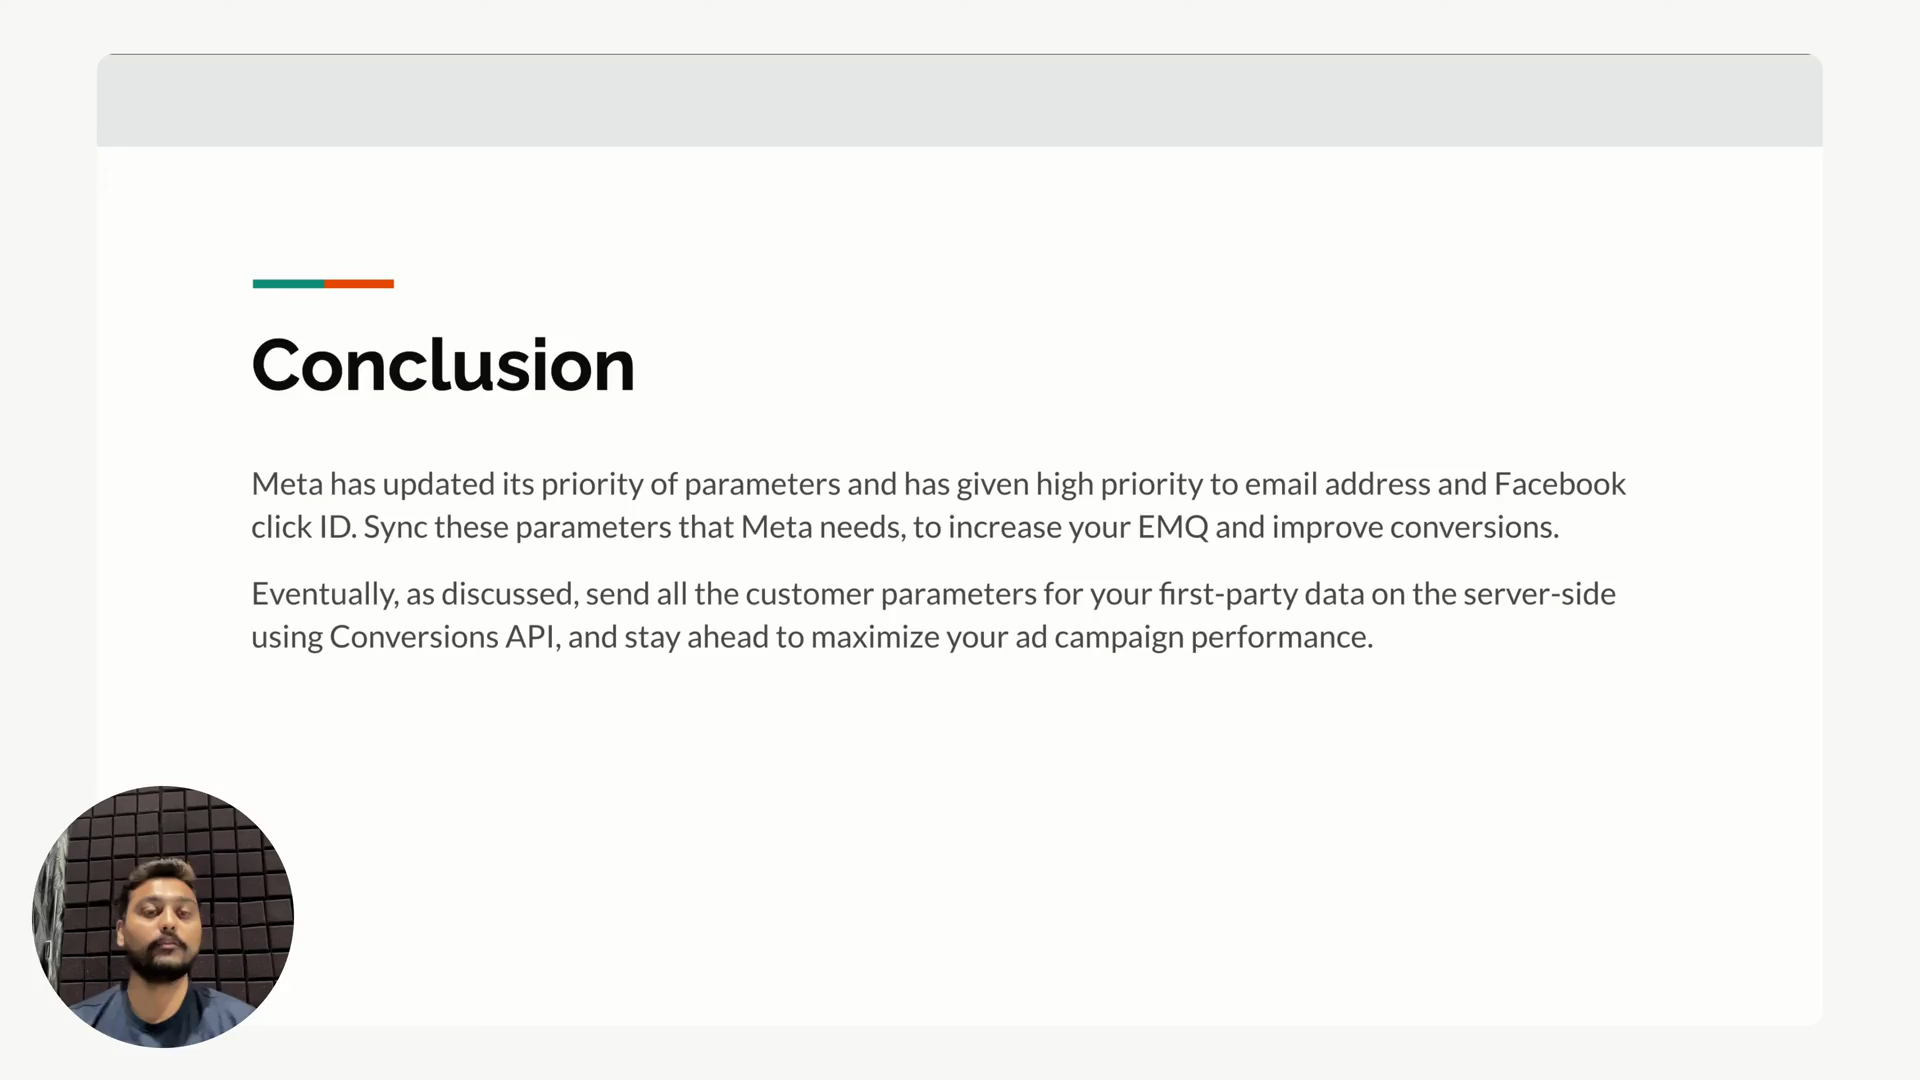 Conclusion
Meta has updated its priority of parameters and has given high priority to email address and Facebook
click ID. Sync these parameters that Meta needs, to increase your EMQ and improve conversions.
Eventually, as discussed, send all the customer parameters for your first-party data on the server-side
using Conversions API, and stay ahead to maximize your ad campaign performance.